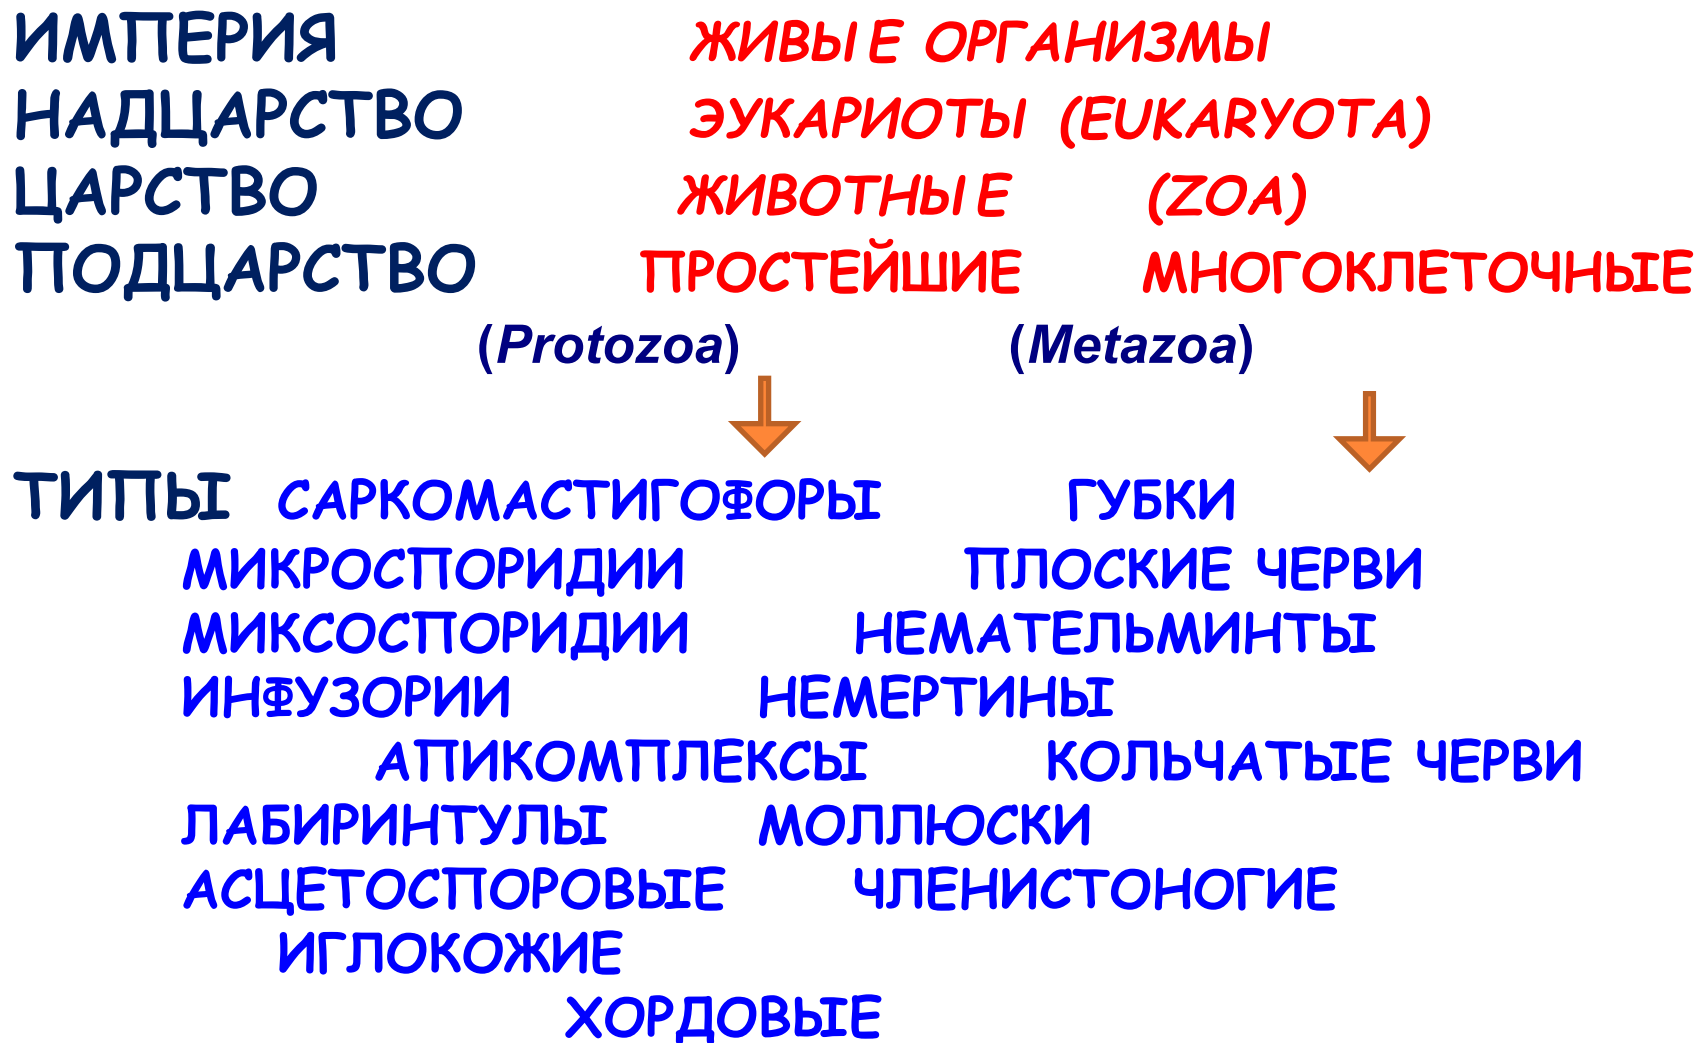 ИМПЕРИЯ ЖИВЫЕ ОРГАНИЗМЫ
НАДЦАРСТВО ЭУКАРИОТЫ (EUKARYOTA)
ЦАРСТВО ЖИВОТНЫЕ (ZOA)
ПОДЦАРСТВО ПРОСТЕЙШИЕ МНОГОКЛЕТОЧНЫЕ
(Protozoa) (Metazoa)
ТИПЫ САРКОМАСТИГОФОРЫ ГУБКИ
МИКРОСПОРИДИИ ПЛОСКИЕ ЧЕРВИ
МИКСОСПОРИДИИ НЕМАТЕЛЬМИНТЫ
ИНФУЗОРИИ НЕМЕРТИНЫ
АПИКОМПЛЕКСЫ КОЛЬЧАТЫЕ ЧЕРВИ
ЛАБИРИНТУЛЫ МОЛЛЮСКИ
АСЦЕТОСПОРОВЫЕ ЧЛЕНИСТОНОГИЕ
ИГЛОКОЖИЕ
ХОРДОВЫЕ